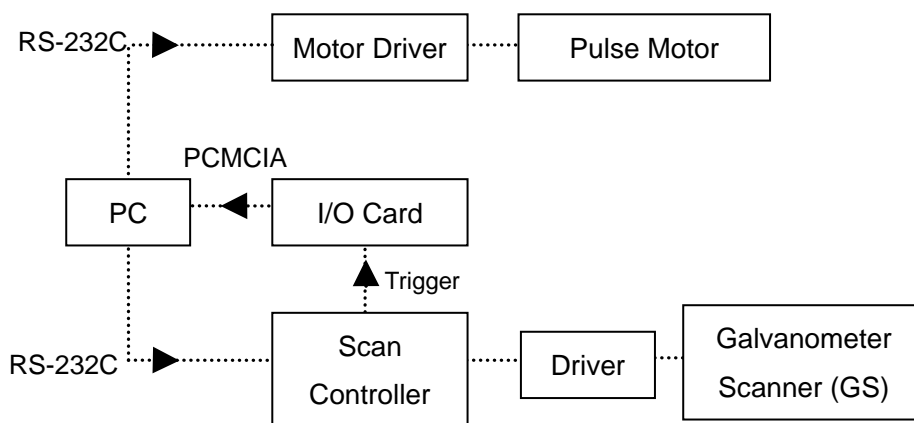 RS-232C
Motor Driver
Pulse Motor
PCMCIA
PC
I/O Card
Trigger
RS-232C
Scan
Controller
Driver
Galvanometer
Scanner (GS)